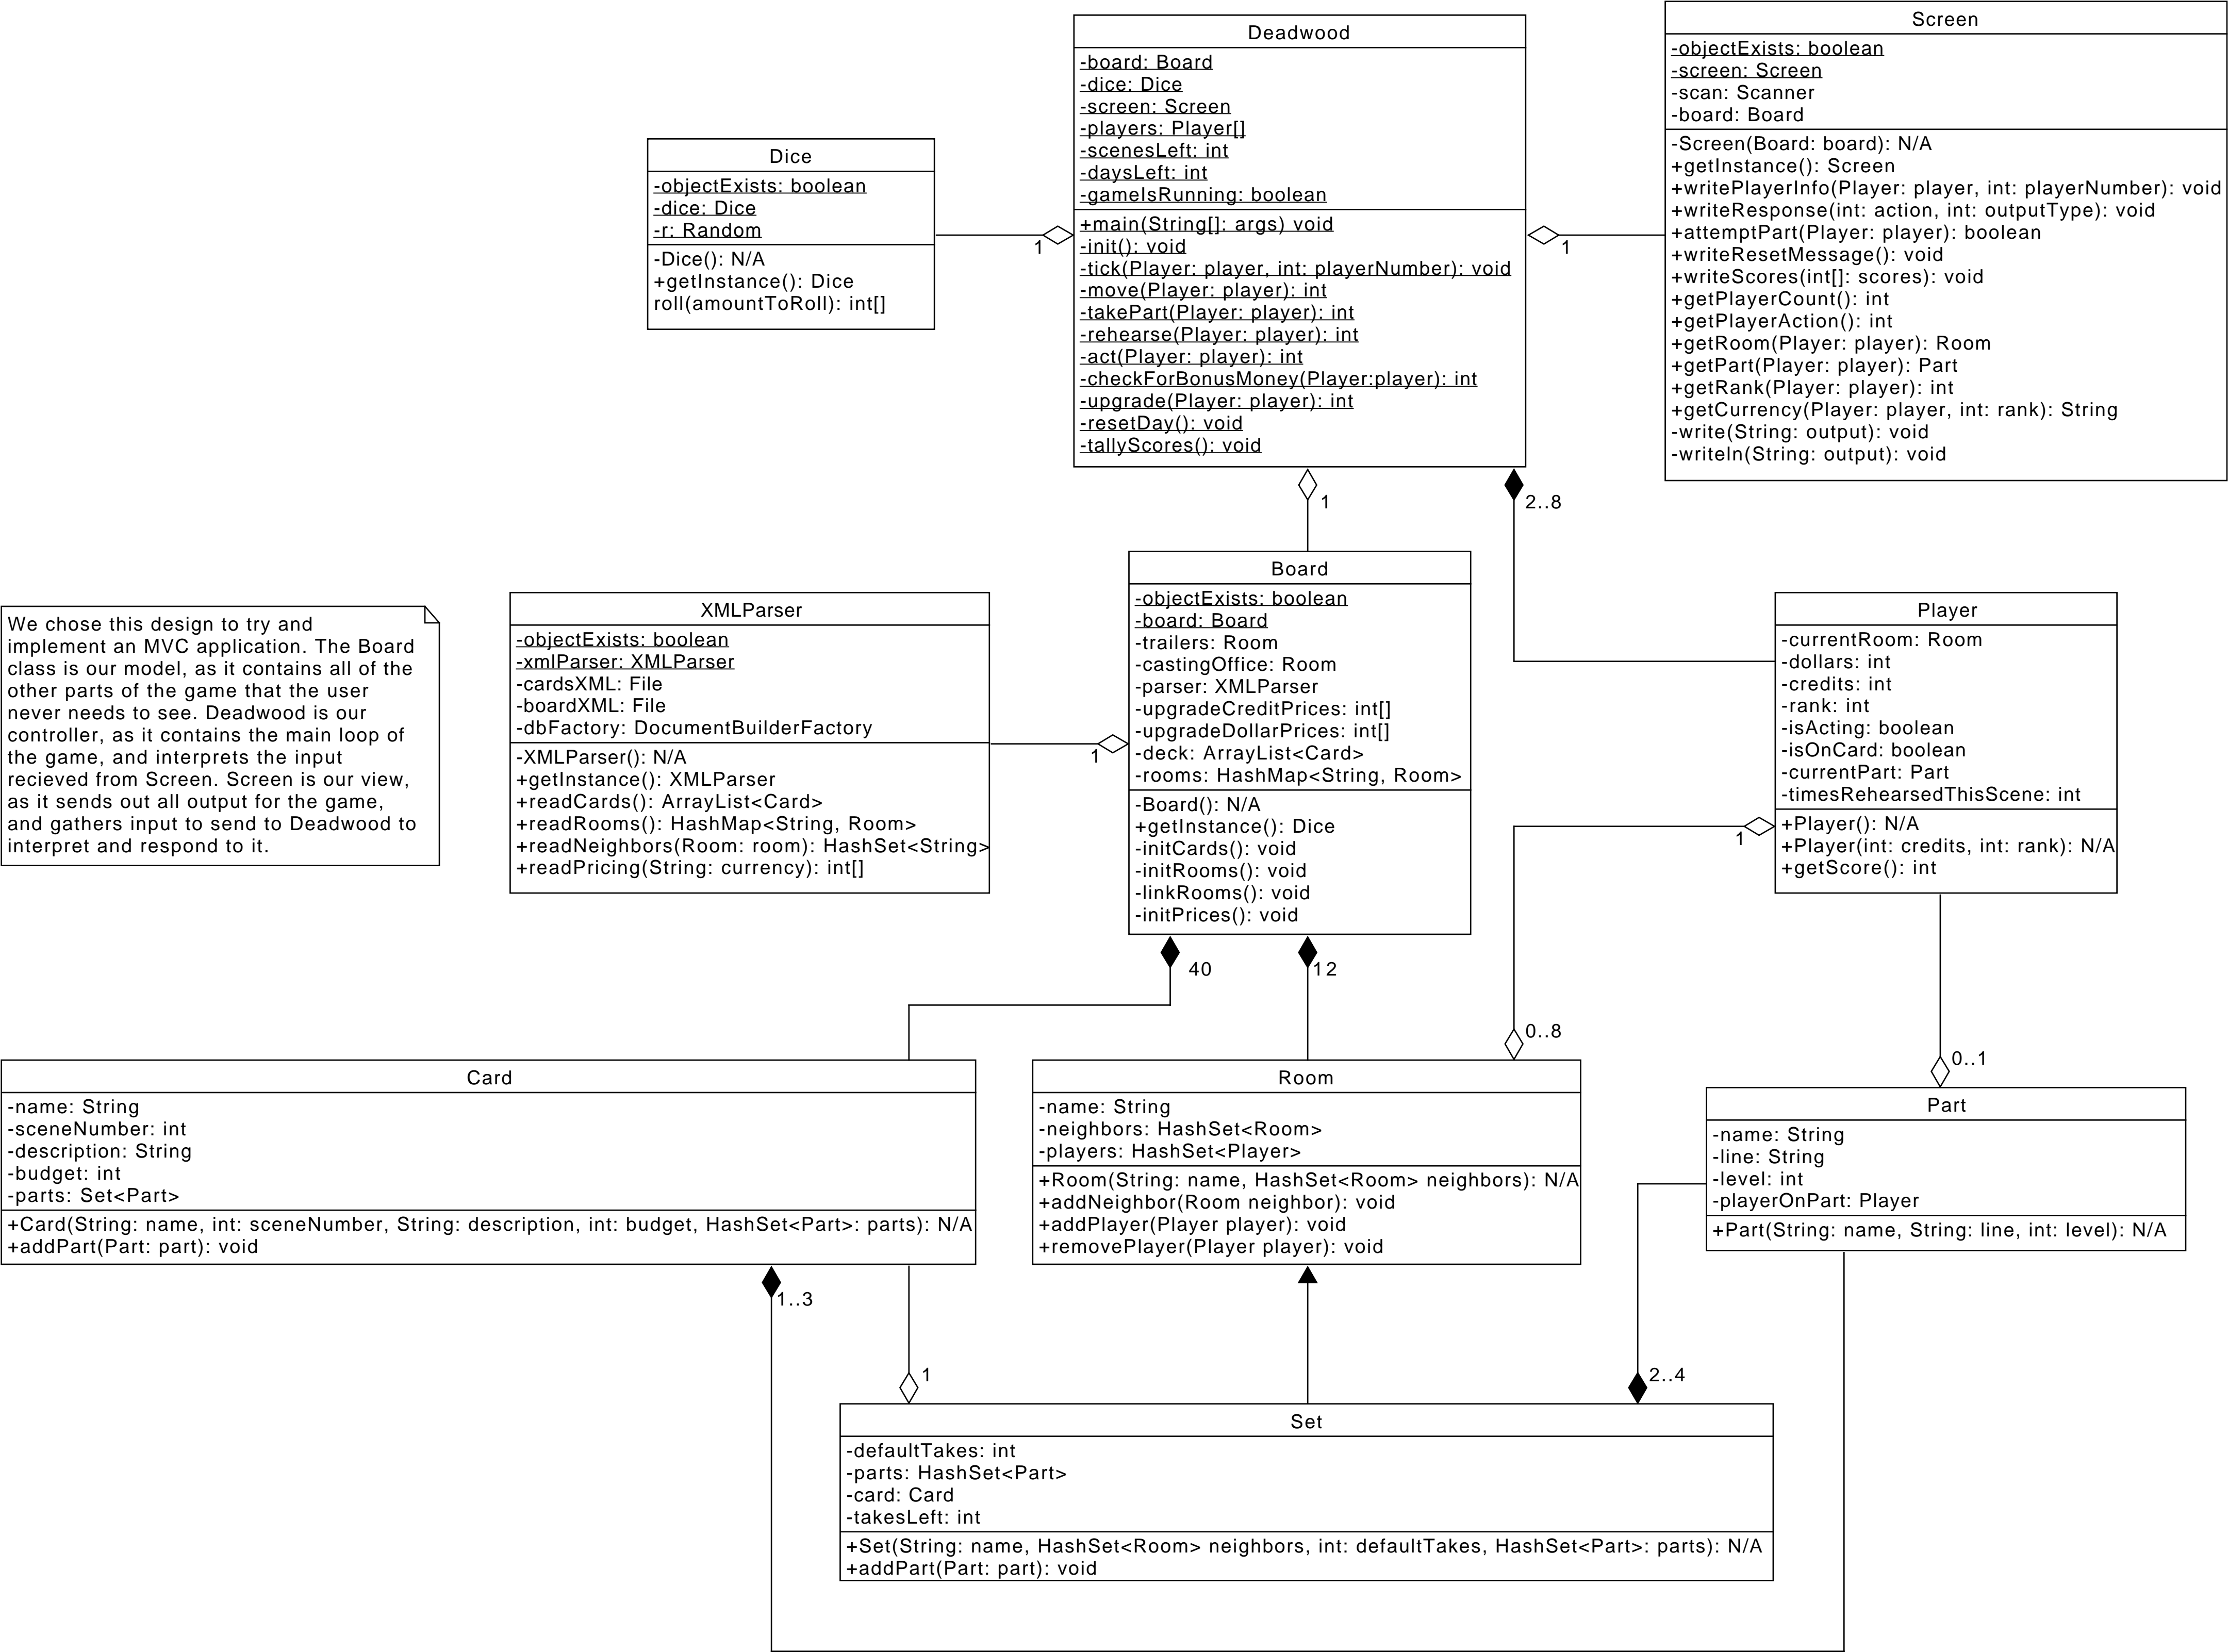 Deadwood
-board: Board
-dice: Dice
-screen: Screen
-players: Player[]
-scenesLeft: int
-daysLeft: int
-gameIsRunning: boolean
+main(String[]: args) void
-init(): void
-tick(Player: player, int: playerNumber): void
-move(Player: player): int
-takePart(Player: player): int
-rehearse(Player: player): int
-act(Player: player): int
-checkForBonusMoney(Player:player): int
-upgrade(Player: player): int
-resetDay(): void
-tallyScores(): void
Screen
-objectExists: boolean
-screen: Screen
-scan: Scanner
-board: Board
-Screen(Board: board): N/A
+getInstance(): Screen
+writePlayerInfo(Player: player, int: playerNumber): void
+writeResponse(int: action, int: outputType): void
+attemptPart(Player: player): boolean
+writeResetMessage(): void
+writeScores(int[]: scores): void
+getPlayerCount(): int
+getPlayerAction(): int
+getRoom(Player: player): Room
+getPart(Player: player): Part
+getRank(Player: player): int
+getCurrency(Player: player, int: rank): String
-write(String: output): void
-writeln(String: output): void
Dice
-objectExists: boolean
-dice: Dice
-r: Random
-Dice(): N/A
+getInstance(): Dice
roll(amountToRoll): int[]
1
1
1
2..8
We chose this design to try and
implement an MVC application. The Board
class is our model, as it contains all of the
other parts of the game that the user
never needs to see. Deadwood is our
controller, as it contains the main loop of
the game, and interprets the input
recieved from Screen. Screen is our view,
as it sends out all output for the game,
and gathers input to send to Deadwood to
interpret and respond to it.
XMLParser
-objectExists: boolean
-xmlParser: XMLParser
-cardsXML: File
-boardXML: File
-dbFactory: DocumentBuilderFactory
-XMLParser(): N/A
+getInstance(): XMLParser
+readCards(): ArrayList<Card>
+readRooms(): HashMap<String, Room>
+readNeighbors(Room: room): HashSet<String>
+readPricing(String: currency): int[]
1
Board
-objectExists: boolean
-board: Board
-trailers: Room
-castingOffice: Room
-parser: XMLParser
-upgradeCreditPrices: int[]
-upgradeDollarPrices: int[]
-deck: ArrayList<Card>
-rooms: HashMap<String, Room>
-Board(): N/A
+getInstance(): Dice
-initCards(): void
-initRooms(): void
-linkRooms(): void
-initPrices(): void
Player
-currentRoom: Room
-dollars: int
-credits: int
-rank: int
-isActing: boolean
-isOnCard: boolean
-currentPart: Part
-timesRehearsedThisScene: int
+Player(): N/A
+Player(int: credits, int: rank): N/A
+getScore(): int
1
40
12
0..8
0..1
Card
-name: String
-sceneNumber: int
-description: String
-budget: int
-parts: Set<Part>
+Card(String: name, int: sceneNumber, String: description, int: budget, HashSet<Part>: parts): N/A
+addPart(Part: part): void
Room
-name: String
-neighbors: HashSet<Room>
-players: HashSet<Player>
+Room(String: name, HashSet<Room> neighbors): N/A
+addNeighbor(Room neighbor): void
+addPlayer(Player player): void
+removePlayer(Player player): void
Part
-name: String
-line: String
-level: int
-playerOnPart: Player
+Part(String: name, String: line, int: level): N/A
1..3
1
2..4
Set
-defaultTakes: int
-parts: HashSet<Part>
-card: Card
-takesLeft: int
+Set(String: name, HashSet<Room> neighbors, int: defaultTakes, HashSet<Part>: parts): N/A
+addPart(Part: part): void